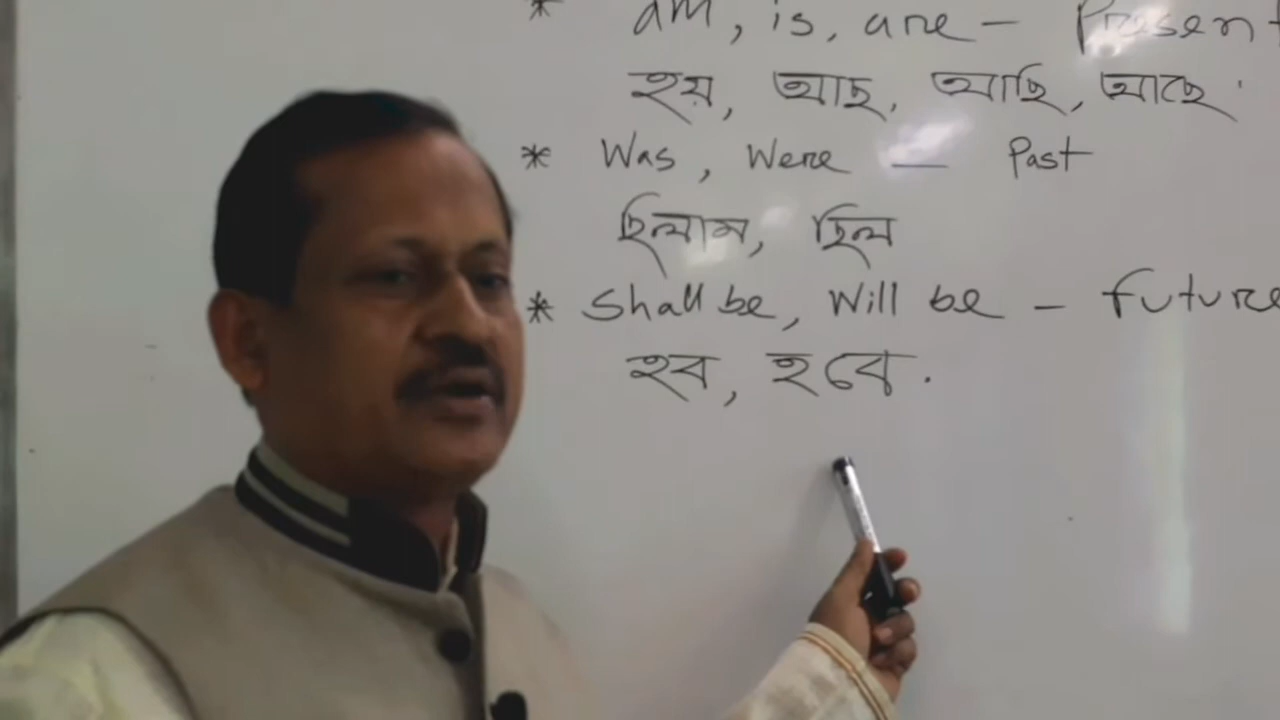 * am, is, are – Present
হয়, আছ, আছি, আছে.
* Was, Were — Past
ছিলাম, ছিল
* Shall be, Will be – future
হব, হবে.